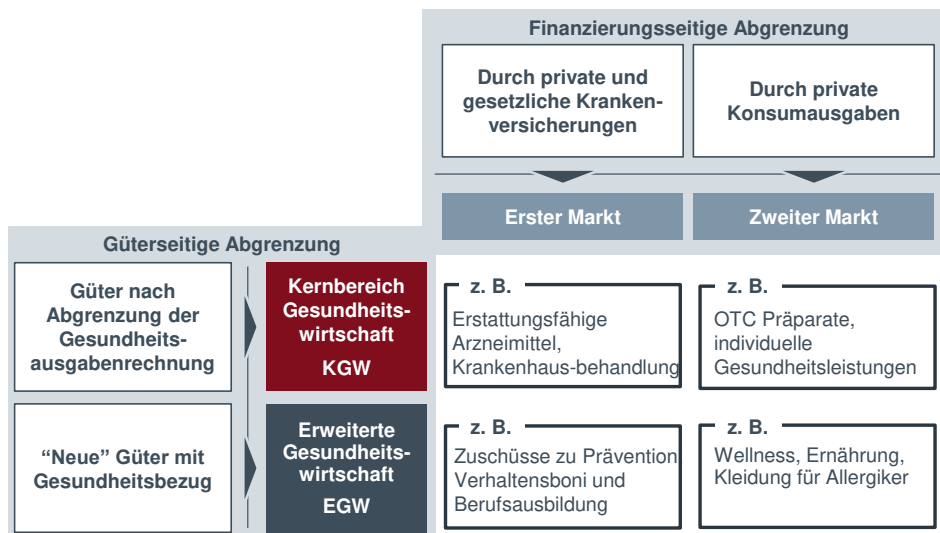 Finanzierungsseitige Abgrenzung
Durch private und
gesetzliche Kranken-
versicherungen
Durch private
Konsumausgaben
Erster Markt
Zweiter Markt
Güterseitige Abgrenzung
Güter nach
Abgrenzung der
Gesundheits-
ausgabenrechnung
Kernbereich
Gesundheits-
wirtschaft
KGW
z. B.
Erstattungsfähige
Arzneimittel,
Krankenhaus-behandlung
z. B.
OTC Präparate,
individuelle
Gesundheitsleistungen
“Neue” Güter mit
Gesundheitsbezug
Erweiterte
Gesundheits-
wirtschaft
EGW
z. B.
Zuschüsse zu Prävention
Verhaltensboni und
Berufsausbildung
z. B.
Wellness, Ernährung,
Kleidung für Allergiker